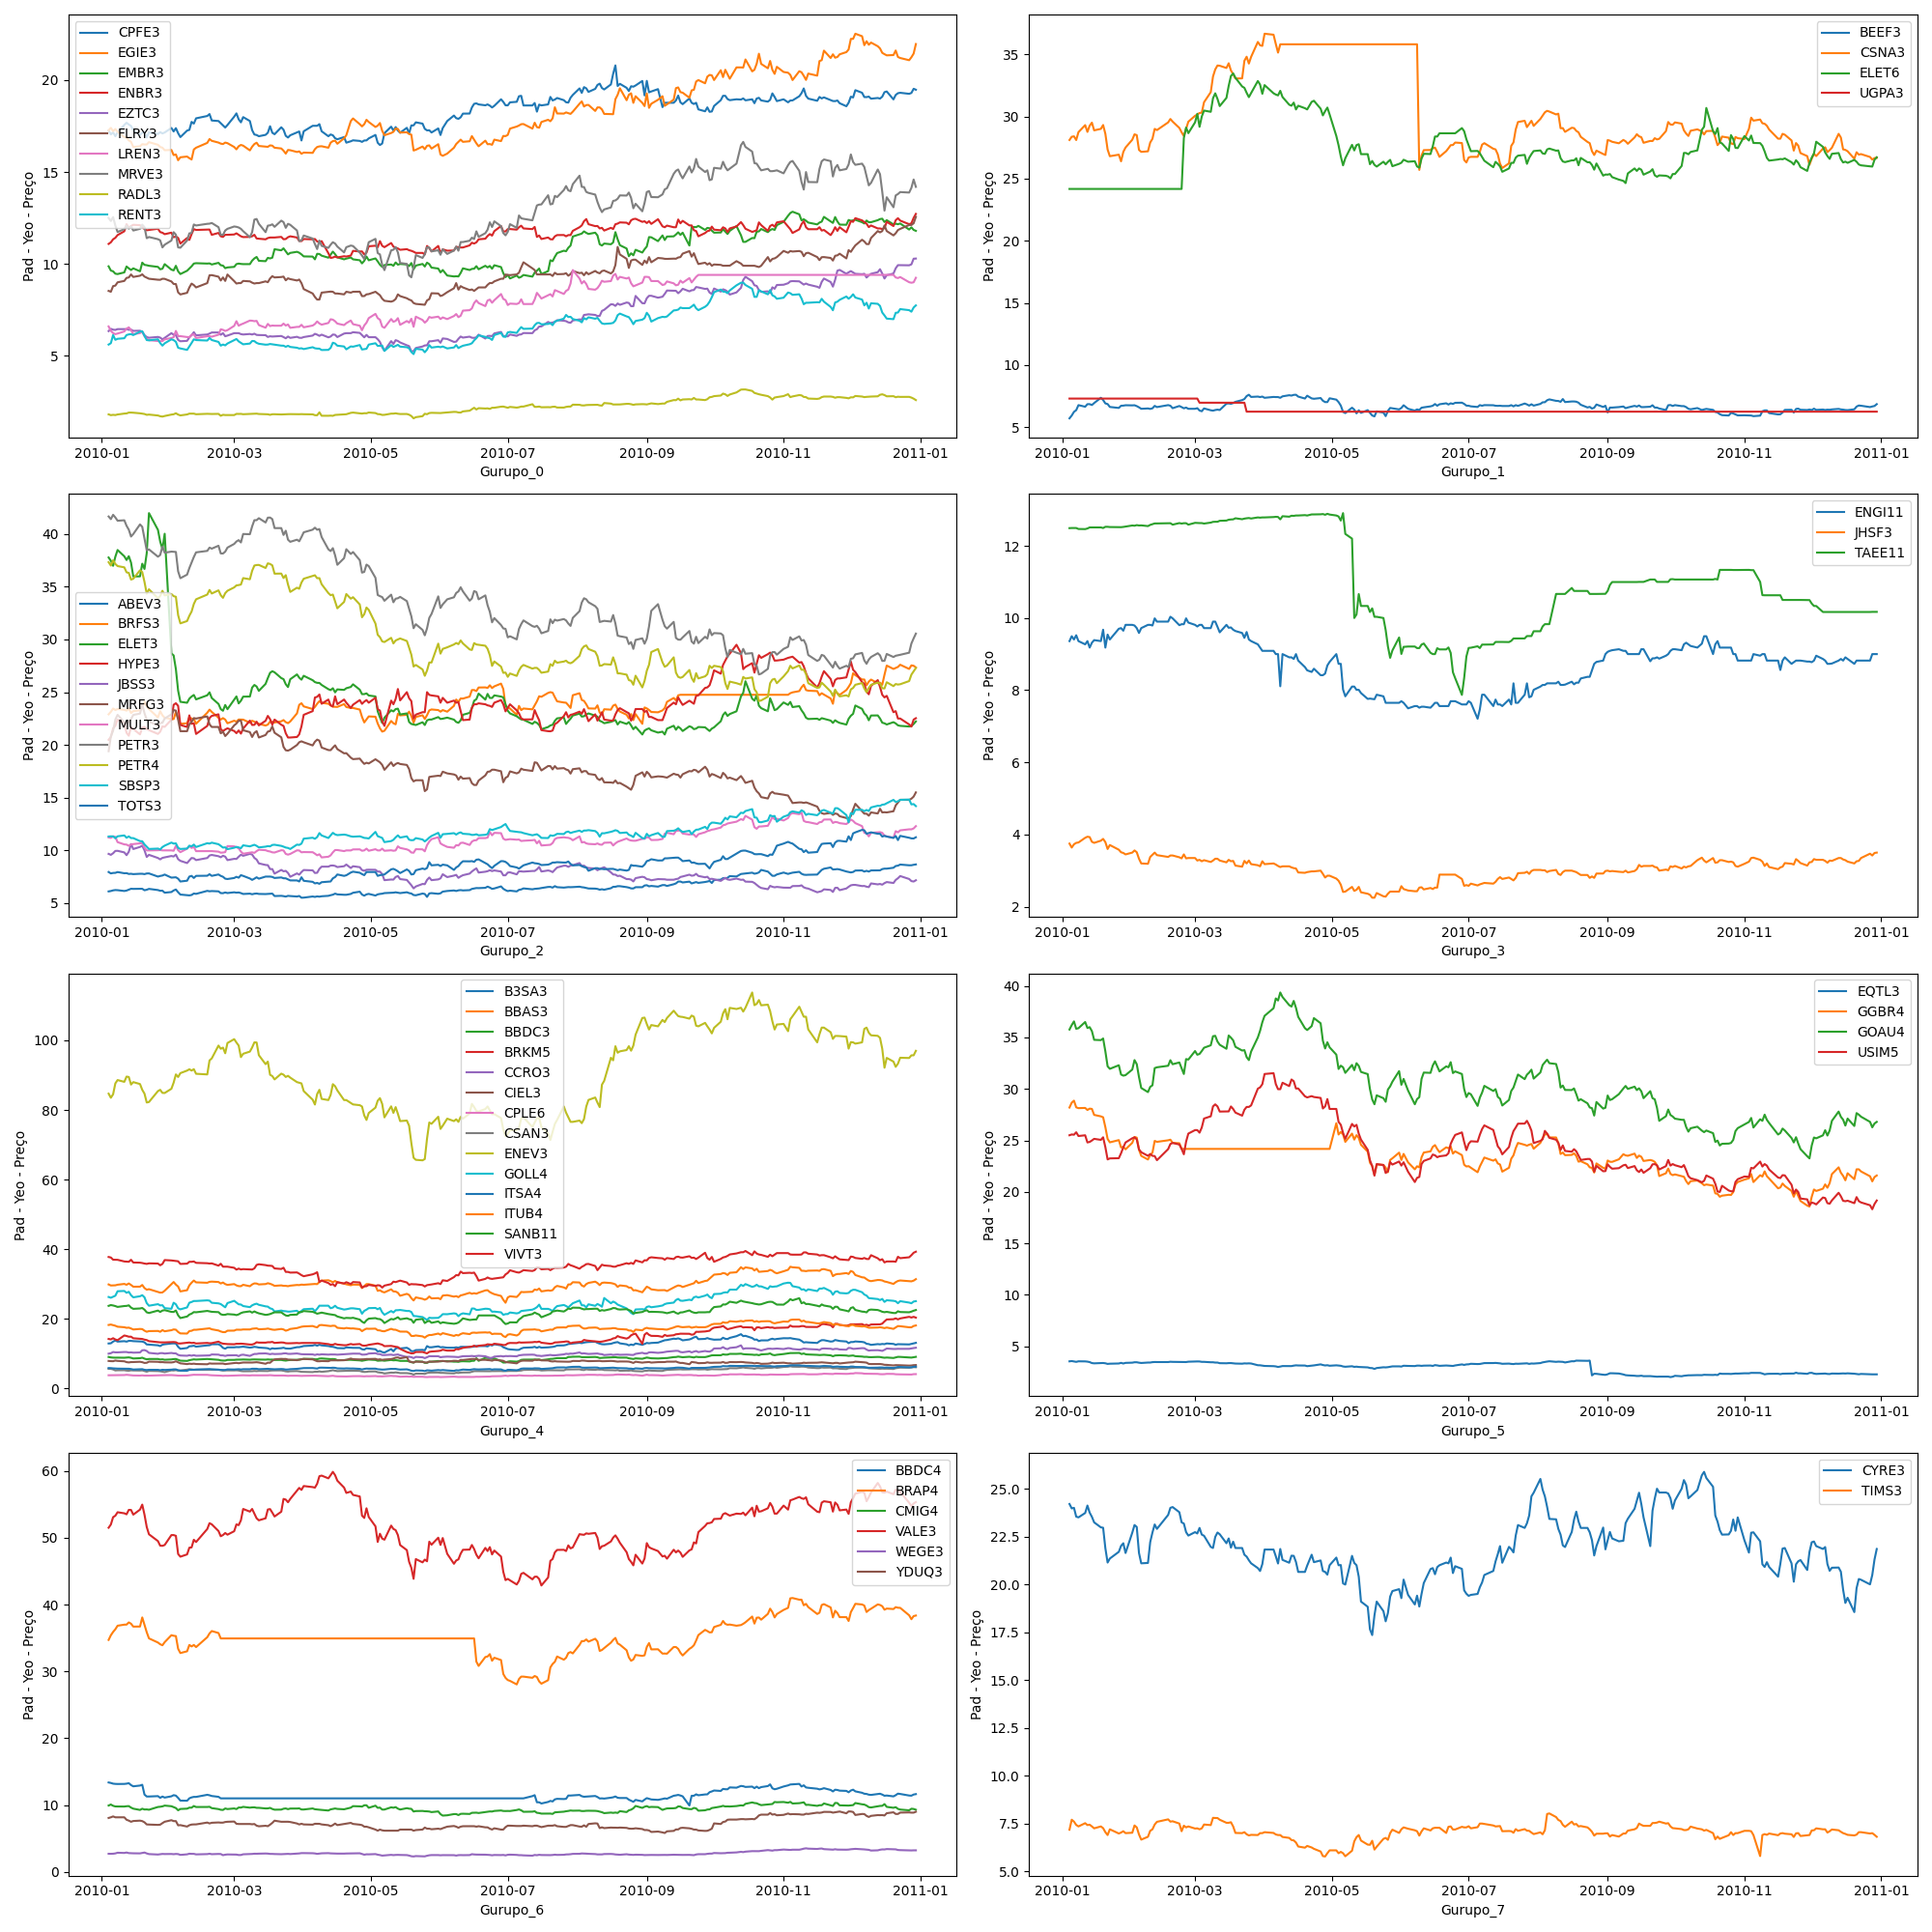 CPFE3
EGIE3
EMBR3
ENBR3
EZTC3
FLRY3
LREN3
MRVE3
RADL3
RENT3
20
15
10
5
Pad - Yeo - Preço
2010-01 2010-03 2010-05 2010-07 2010-09 2010-11 2011-01
Gurupo_0
BEEF3
CSNA3
ELET6
UGPA3
35
30
25
20
15
10
5
Pad - Yeo - Preço
2010-01 2010-03 2010-05 2010-07 2010-09 2010-11 2011-01
Gurupo_1
ABEV3
BRFS3
ELET3
HYPE3
JBSS3
MRFG3
MULT3
PETR3
PETR4
SBSP3
TOTS3
40
35
30
25
20
15
10
5
Pad - Yeo - Preço
2010-01 2010-03 2010-05 2010-07 2010-09 2010-11 2011-01
Gurupo_2
ENGI11
JHSF3
TAEE11
12
10
8
6
4
2
Pad - Yeo - Preço
2010-01 2010-03 2010-05 2010-07 2010-09 2010-11 2011-01
Gurupo_3
B3SA3
BBAS3
BBDC3
BRKM5
CCRO3
CIEL3
CPLE6
CSAN3
ENEV3
GOLL4
ITSA4
ITUB4
SANB11
VIVT3
100
80
60
40
20
0
Pad - Yeo - Preço
2010-01 2010-03 2010-05 2010-07 2010-09 2010-11 2011-01
Gurupo_4
EQTL3
GGBR4
GOAU4
USIM5
40
35
30
25
20
15
10
5
Pad - Yeo - Preço
2010-01 2010-03 2010-05 2010-07 2010-09 2010-11 2011-01
Gurupo_5
BBDC4
BRAP4
CMIG4
VALE3
WEGE3
YDUQ3
60
50
40
30
20
10
0
Pad - Yeo - Preço
2010-01 2010-03 2010-05 2010-07 2010-09 2010-11 2011-01
Gurupo_6
CYRE3
TIMS3
25.0
22.5
20.0
17.5
15.0
12.5
10.0
7.5
5.0
Pad - Yeo - Preço
2010-01 2010-03 2010-05 2010-07 2010-09 2010-11 2011-01
Gurupo_7